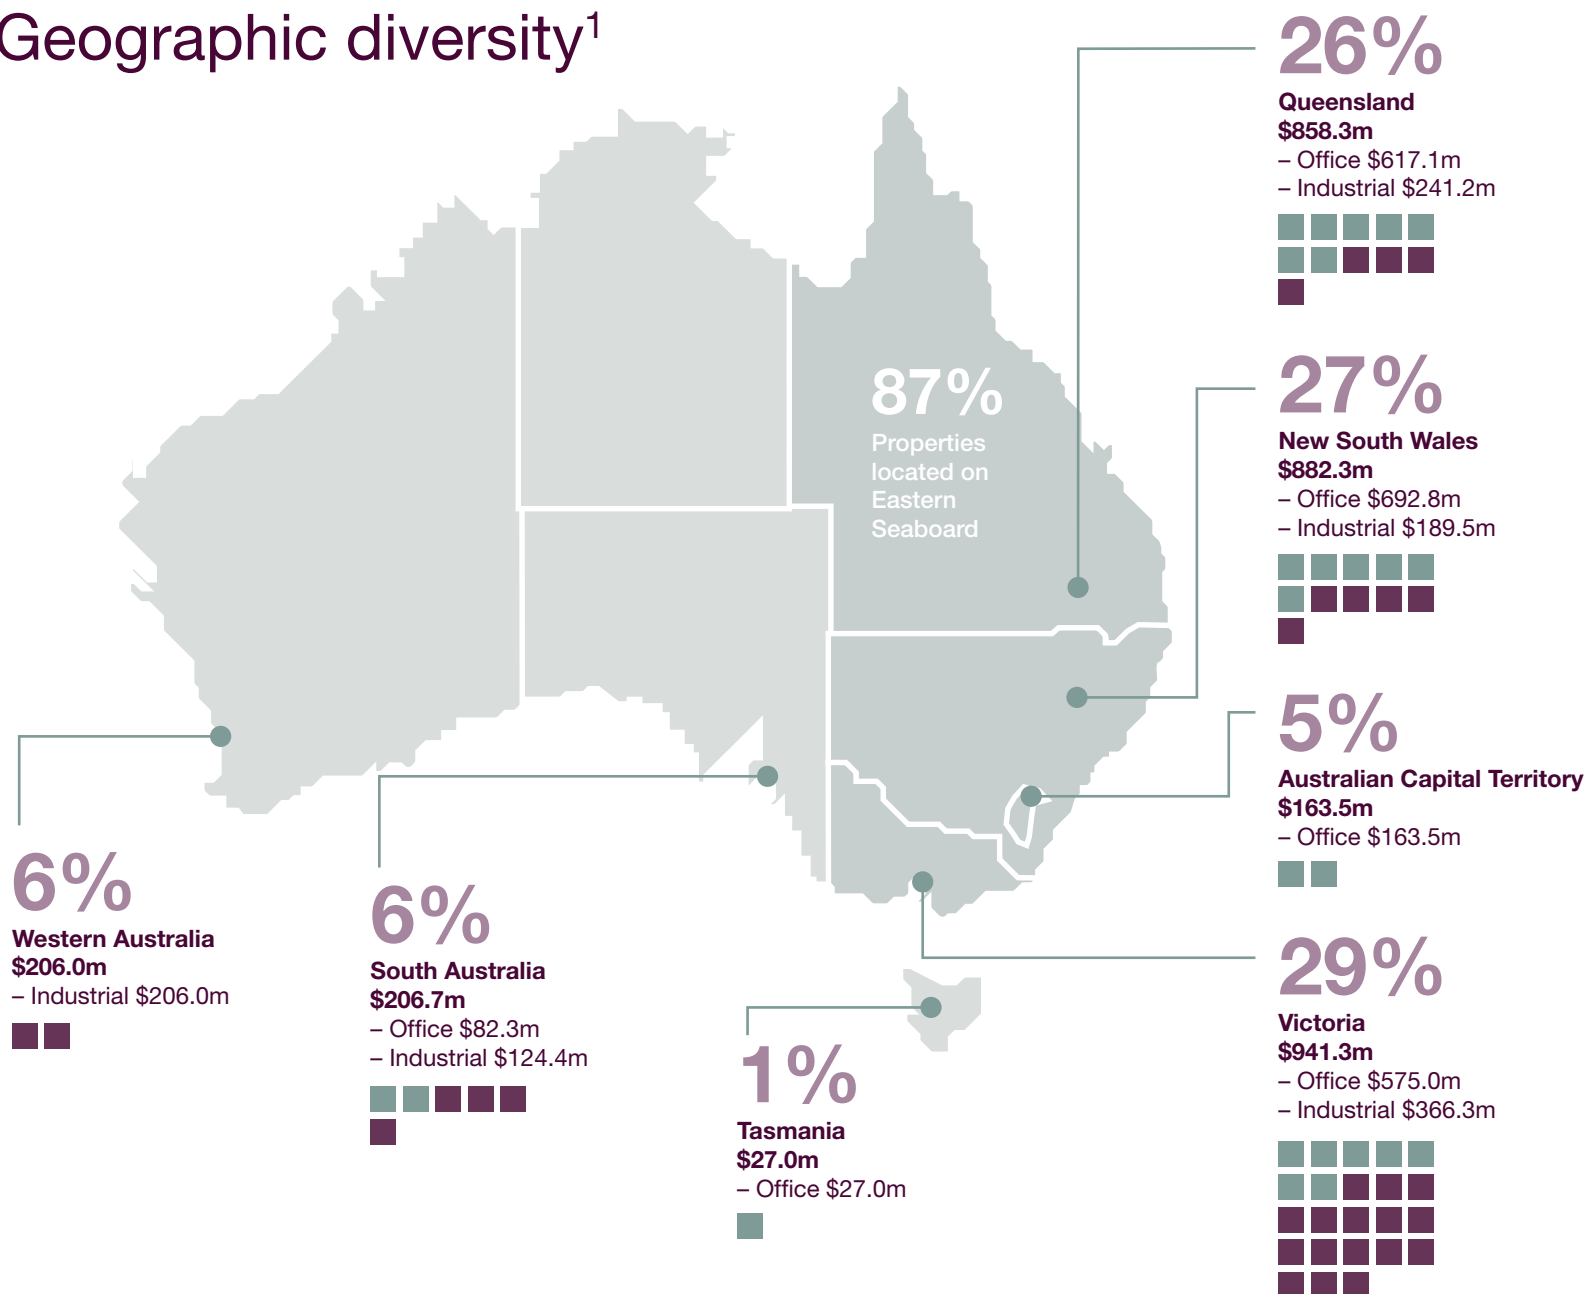 Geographic diversity1
26%
Queensland
$858.3m
– Office $617.1m
– Industrial $241.2m
87%
Properties
located on
Eastern
Seaboard
27%
New South Wales
$882.3m
– Office $692.8m
– Industrial $189.5m
5%
Australian Capital Territory
$163.5m
– Office $163.5m
6%
Western Australia
$206.0m
– Industrial $206.0m
6%
South Australia
$206.7m
– Office $82.3m
– Industrial $124.4m
1%
Tasmania
$27.0m
– Office $27.0m
29%
Victoria
$941.3m
– Office $575.0m
– Industrial $366.3m